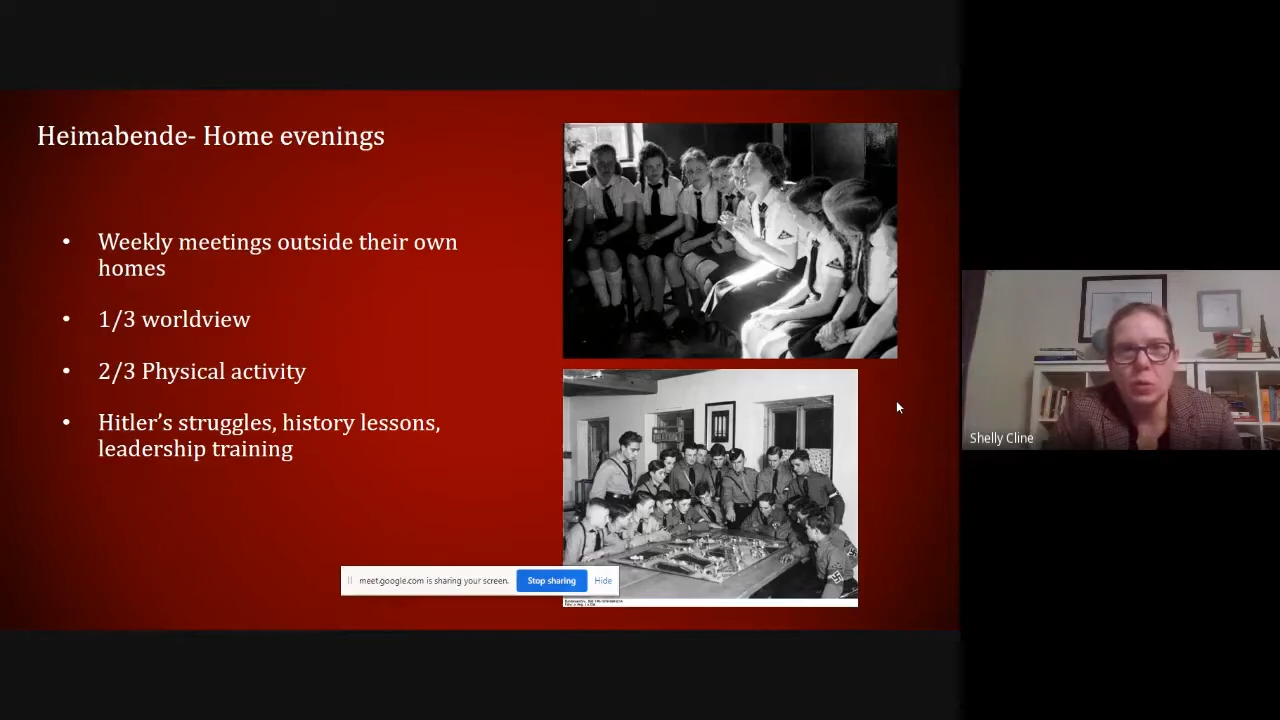 Heimabende- Home evenings
• Weekly meetings outside their own
homes
• 1/3 worldview
• 2/3 Physical activity
• Hitler’s struggles, history lessons,
leadership training
meet.google.com is sharing your screen.
Stop sharing
Hide
Shelly Cline